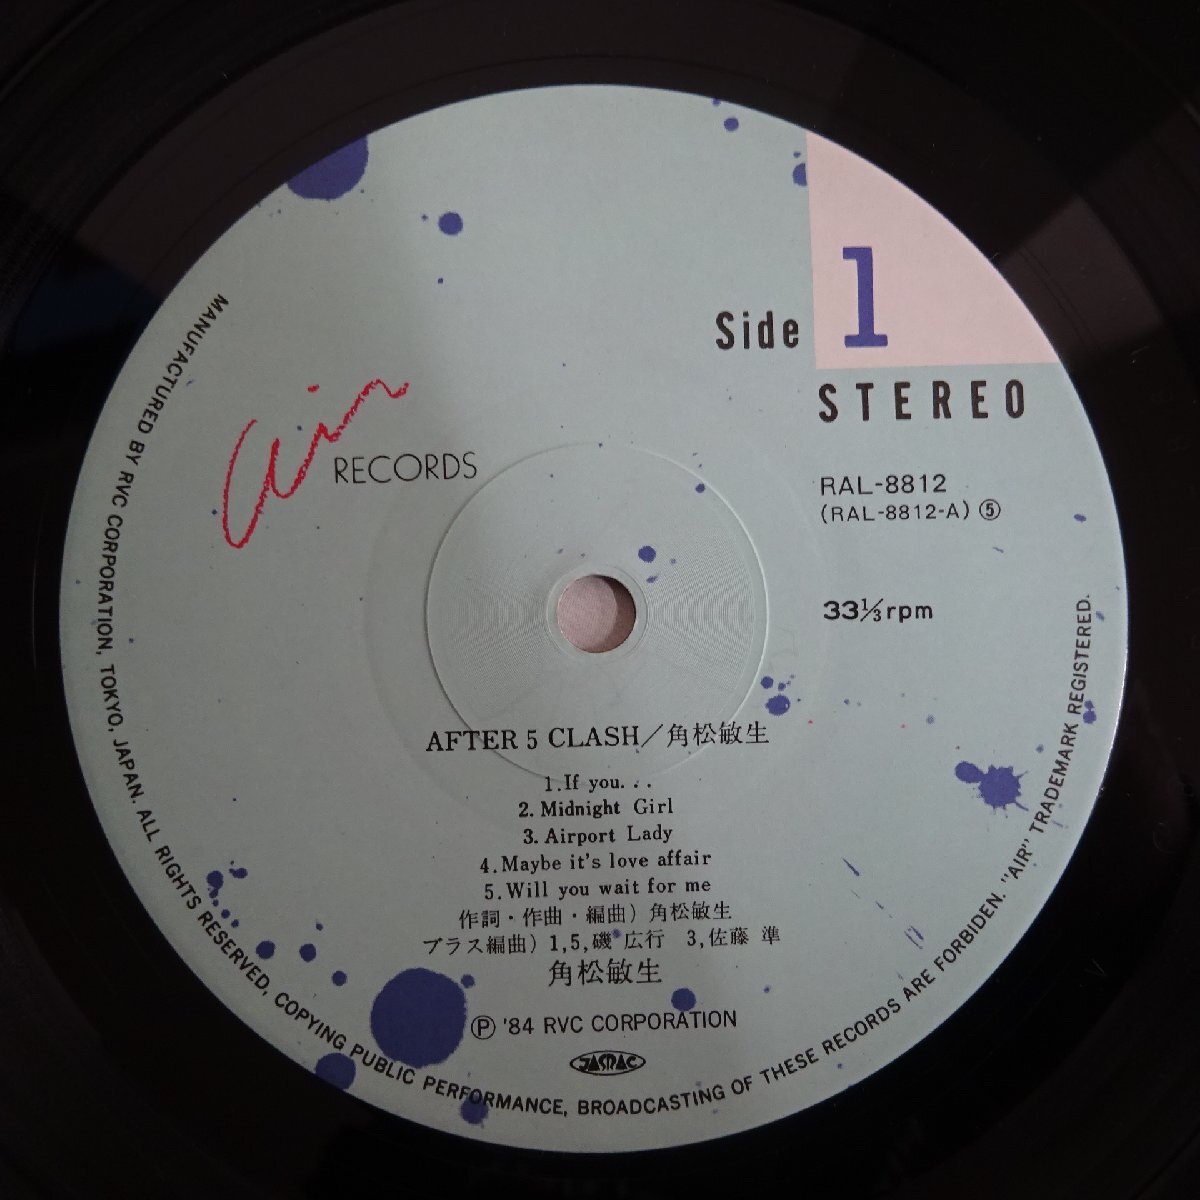 Side 1
STEREO
Air
RECORDS
RAL-8812
(RAL-8812-A) ⑤
33⅓rpm
AFTER 5 CLASH／角松敏生
1. If you...
2. Midnight Girl
3. Airport Lady
4. Maybe it's love affair
5. Will you wait for me
作詞・作曲・編曲）角松敏生
ブラス編曲）1,5,磯 広行　3,佐藤 準
角松敏生
Ⓟ '84 RVC CORPORATION
JASRAC
MANUFACTURED BY RVC CORPORATION, TOKYO, JAPAN. ALL RIGHTS RESERVED, COPYING PUBLIC PERFORMANCE, BROADCASTING OF THESE RECORDS ARE FORBIDEN. "AIR" TRADEMARK REGISTERED.